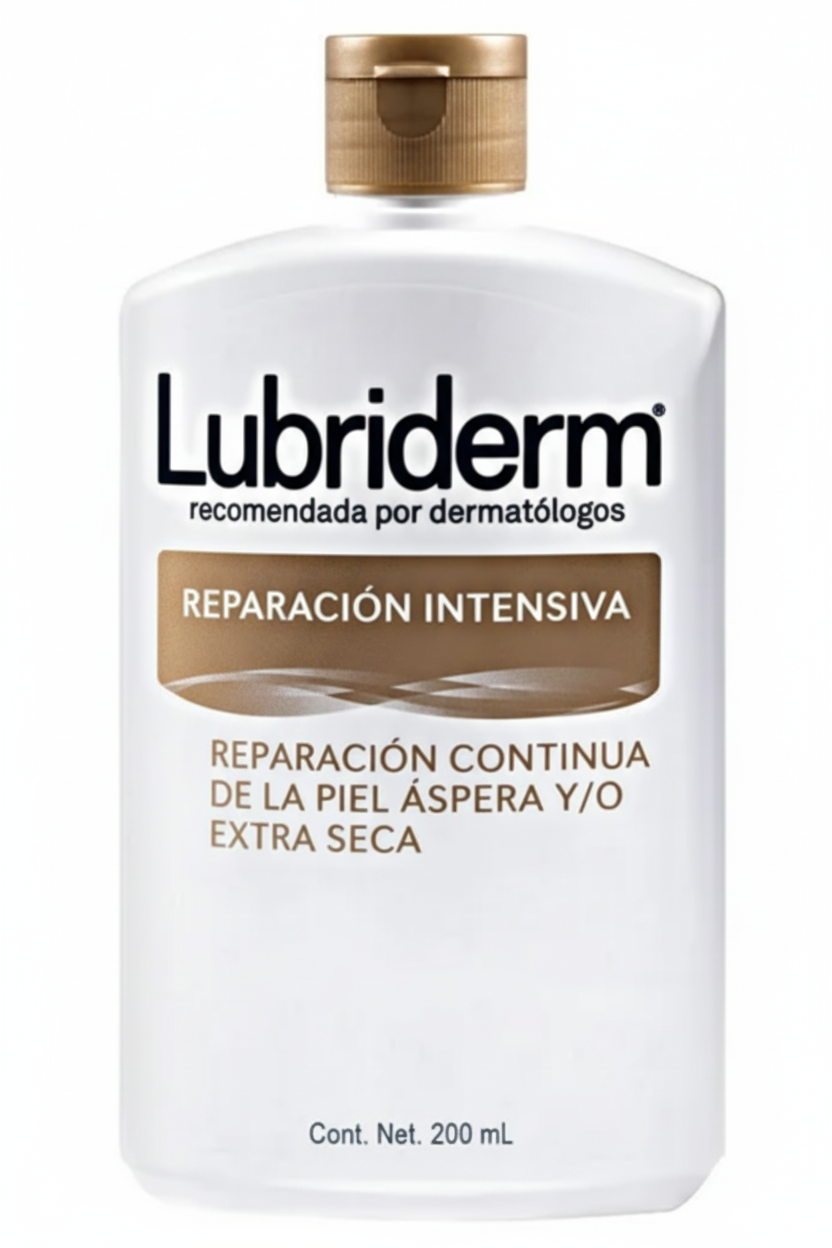 Lubriderm®
recomendada por dermatólogos
REPARACIÓN INTENSIVA
REPARACIÓN CONTINUA
DE LA PIEL ÁSPERA Y/O
EXTRA SECA
Cont. Net. 200 mL